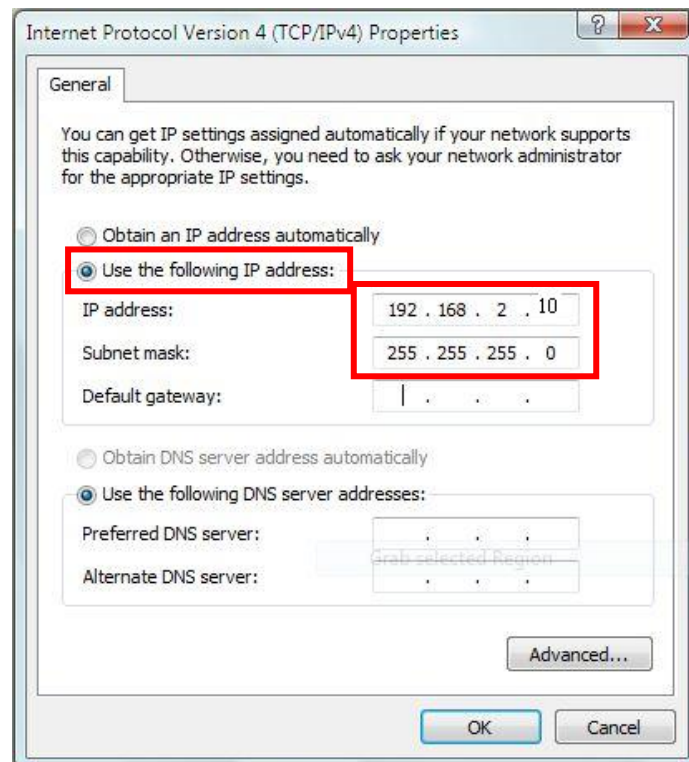 Internet Protocol Version 4 (TCP/IPv4) Properties
?
X
General
You can get IP settings assigned automatically if your network supports
this capability. Otherwise, you need to ask your network administrator
for the appropriate IP settings.
Obtain an IP address automatically
Use the following IP address:
IP address: 192 . 168 . 2 . 10
Subnet mask: 255 . 255 . 255 . 0
Default gateway: . . .
Obtain DNS server address automatically
Use the following DNS server addresses:
Preferred DNS server: . . .
Grab selected Region
Alternate DNS server: . . .
Advanced...
OK Cancel